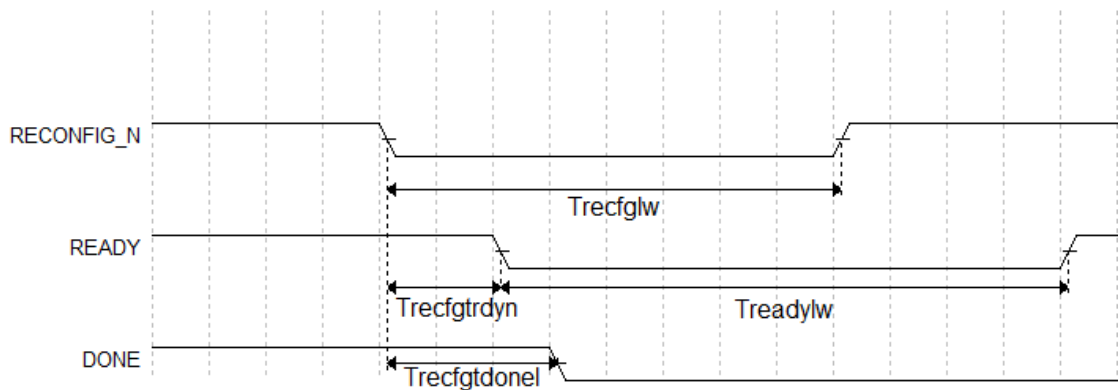 RECONFIG_N
Trecfglw
READY
Trecfgtrdyn
Treadylw
DONE
Trecfgtdonel